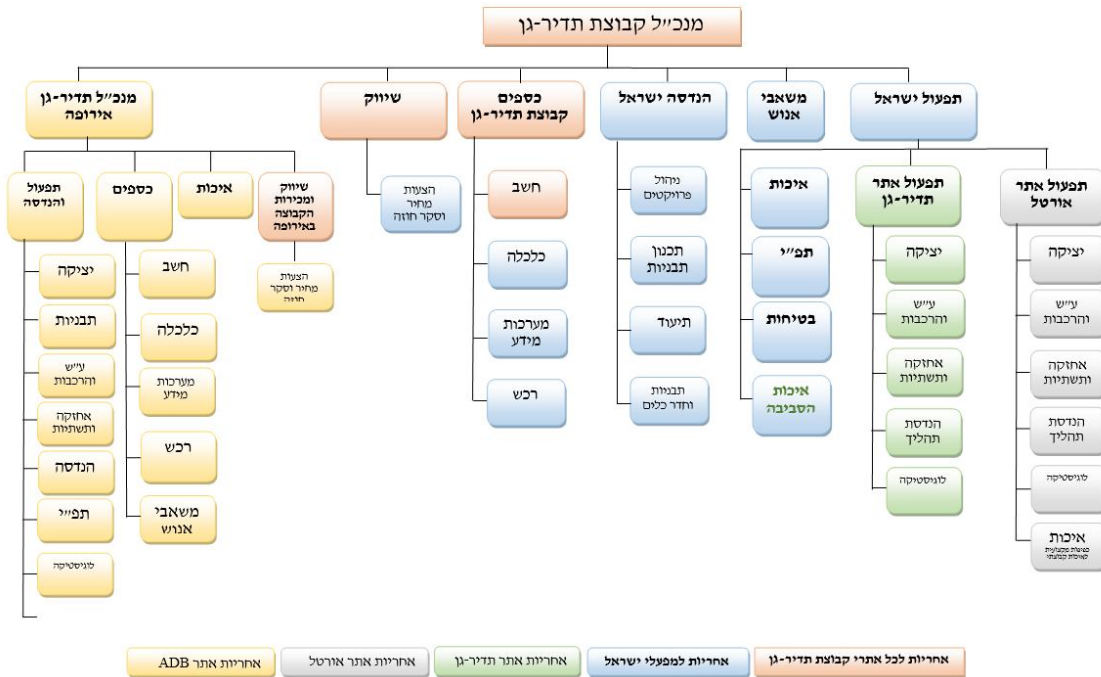 מנכ״ל קבוצת תדיר-גן
תפעול ישראל
משאבי
אנוש
הנדסה ישראל
כספים
קבוצת תדיר-גן
שיווק
מנכ״ל תדיר-גן
אירופה
תפעול אתר
אורטל
יציקה
ע״ש
והרכבות
אחזקה
ותשתיות
הנדסת
תהליך
לוגיסטיקה
איכות
כפיפות מקצועית
לאיכות קבוצתי
תפעול אתר
תדיר-גן
יציקה
ע״ש
והרכבות
אחזקה
ותשתיות
הנדסת
תהליך
לוגיסטיקה
איכות
תפ״י
בטיחות
איכות
הסביבה
ניהול
פרויקטים
תכנון
תבניות
תיעוד
תבניות
וחדר כלים
חשב
כלכלה
מערכות
מידע
רכש
הצעות
מחיר
וסקר חוזה
שיווק
ומכירות
הקבוצה
באירופה
הצעות
מחיר וסקר
חוזה
איכות
כספים
חשב
כלכלה
מערכות
מידע
רכש
משאבי
אנוש
תפעול
והנדסה
יציקה
תבניות
ע״ש
והרכבות
אחזקה
ותשתיות
הנדסה
תפ״י
לוגיסטיקה
אחריות לכל אתרי קבוצת תדיר-גן
אחריות למפעלי ישראל
אחריות אתר תדיר-גן
אחריות אתר אורטל
אחריות אתר ADB